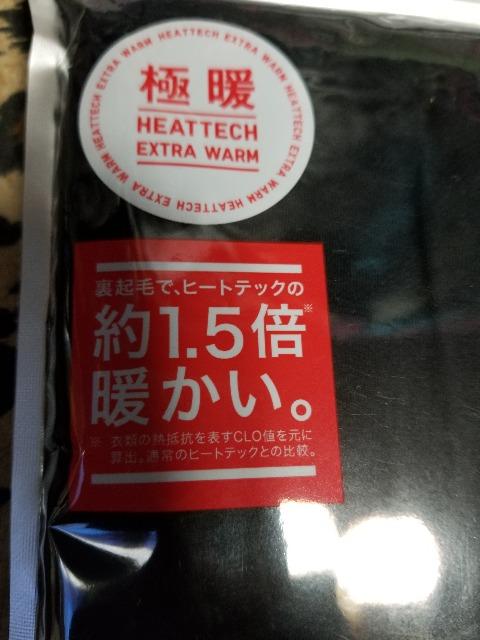 HEATTECH EXTRA WARM HEATTECH EXTRA WARM HEATTECH EXTRA WARM HEATTECH EXTRA WARM
極暖
HEATTECH
EXTRA WARM
裏起毛で、ヒートテックの
約1.5倍※
暖かい。
※ 衣類の熱抵抗を表すCLO値を元に
算出。通常のヒートテックとの比較。